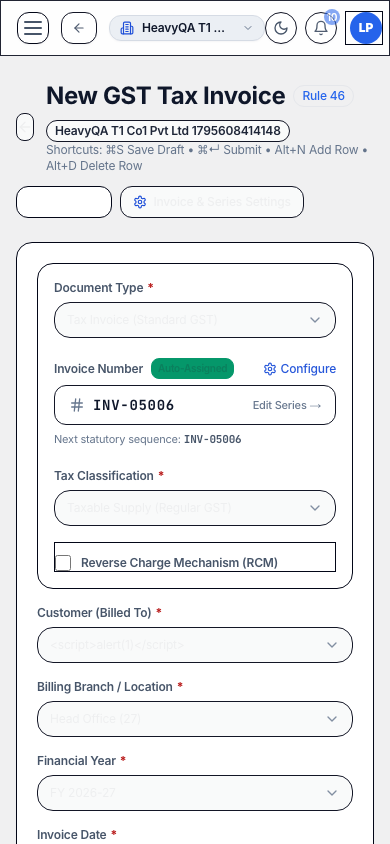 HeavyQA T1 ...
LP
New GST Tax Invoice
Rule 46
HeavyQA T1 Co1 Pvt Ltd 1795608414148
Shortcuts: ⌘S Save Draft • ⌘↵ Submit • Alt+N Add Row •
Alt+D Delete Row
Invoice & Series Settings
Document Type *
Tax Invoice (Standard GST)
Invoice Number
Auto-Assigned
Configure
# INV-05006
Edit Series →
Next statutory sequence: INV-05006
Tax Classification *
Taxable Supply (Regular GST)
Reverse Charge Mechanism (RCM)
Customer (Billed To) *
<script>alert(1)</script>
Billing Branch / Location *
Head Office (27)
Financial Year *
FY 2026-27
Invoice Date *